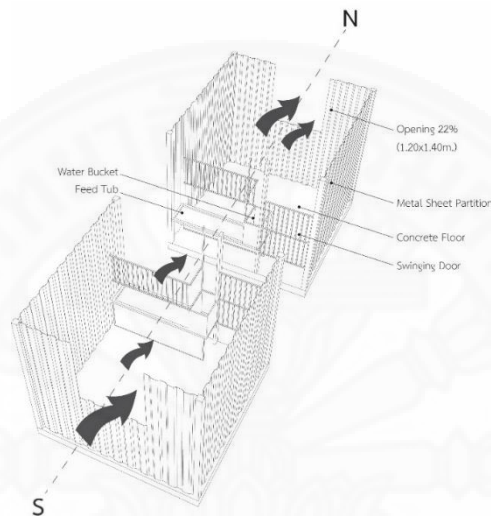 N
Opening 22%
(1.20x1.40m.)
Water Bucket
Feed Tub
Metal Sheet Partition
Concrete Floor
Swinging Door
S